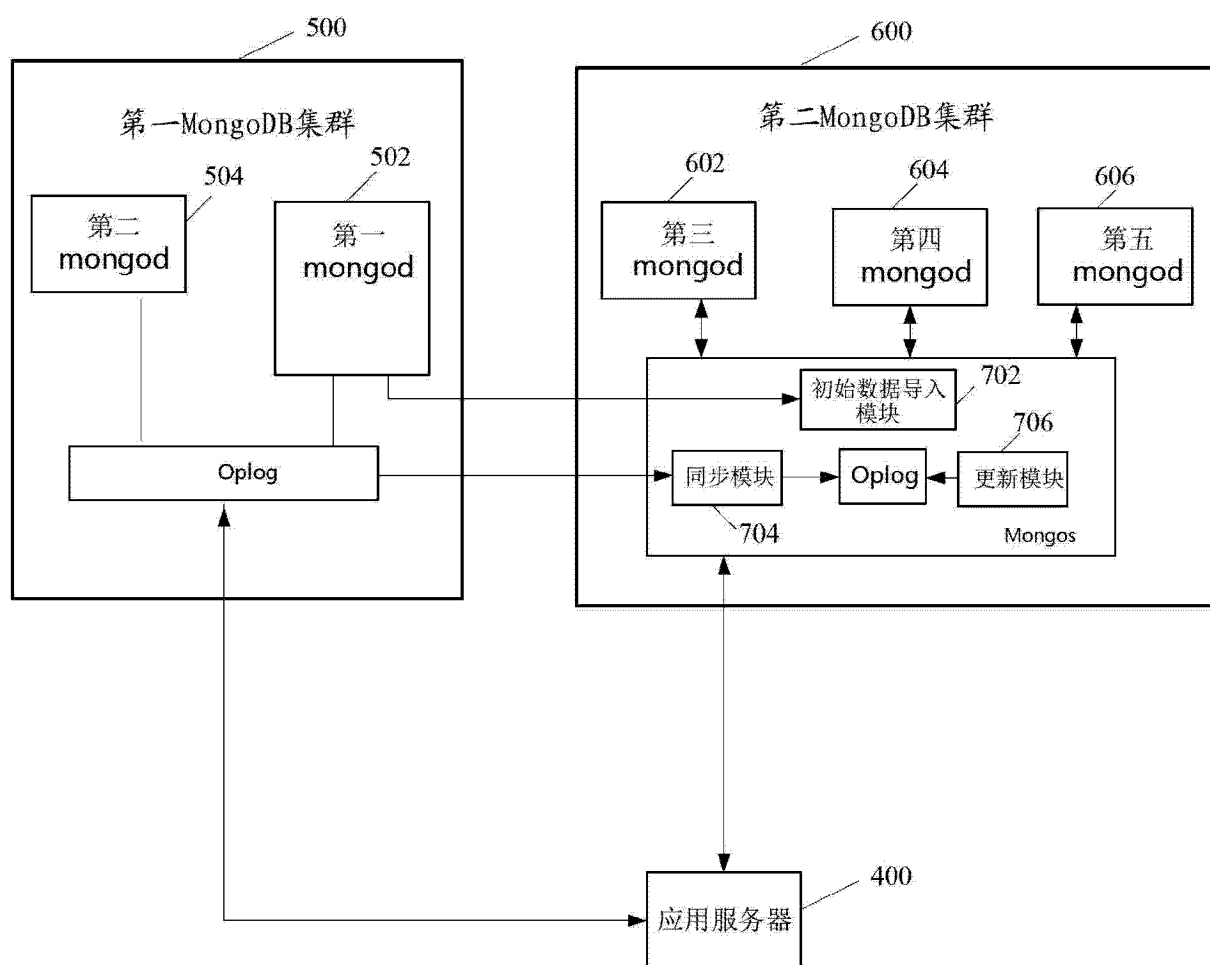 500
600
第一MongoDB集群
第二MongoDB集群
504
502
602
604
606
第二
mongod
第一
mongod
第三
mongod
第四
mongod
第五
mongod
初始数据导入
模块
702
706
Oplog
同步模块
Oplog
更新模块
704
Mongos
400
应用服务器